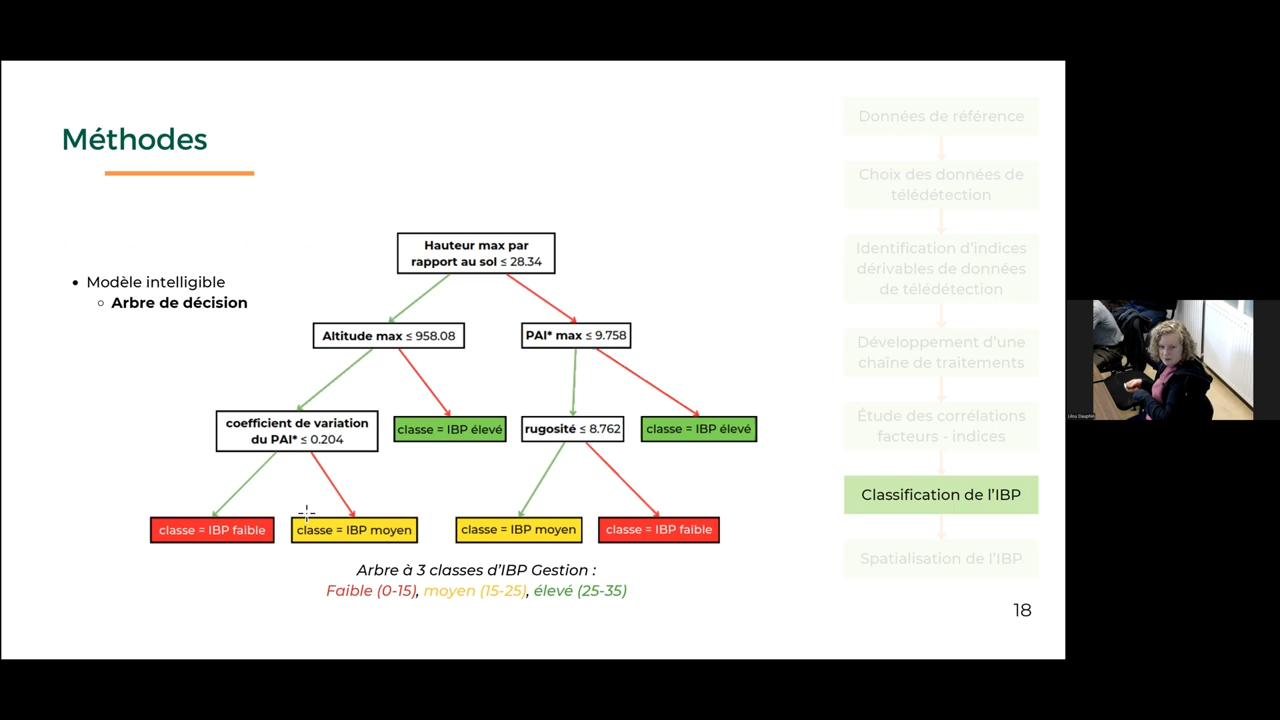 Méthodes
Modèle intelligible
Arbre de décision
Hauteur max par
rapport au sol ≤ 28.34
Altitude max ≤ 958.08
PAI* max ≤ 9.758
coefficient de variation
du PAI* ≤ 0.204
classe = IBP élevé
rugosité ≤ 8.762
classe = IBP élevé
classe = IBP faible
classe = IBP moyen
classe = IBP moyen
classe = IBP faible
Arbre à 3 classes d'IBP Gestion :
Faible (0-15), moyen (15-25), élevé (25-35)
Données de référence
Choix des données de
télédétection
Identification d'indices
dérivables de données
de télédétection
Développement d'une
chaîne de traitements
Étude des corrélations
facteurs - indices
Classification de l'IBP
Spatialisation de l'IBP
18
Lilou Dauphin